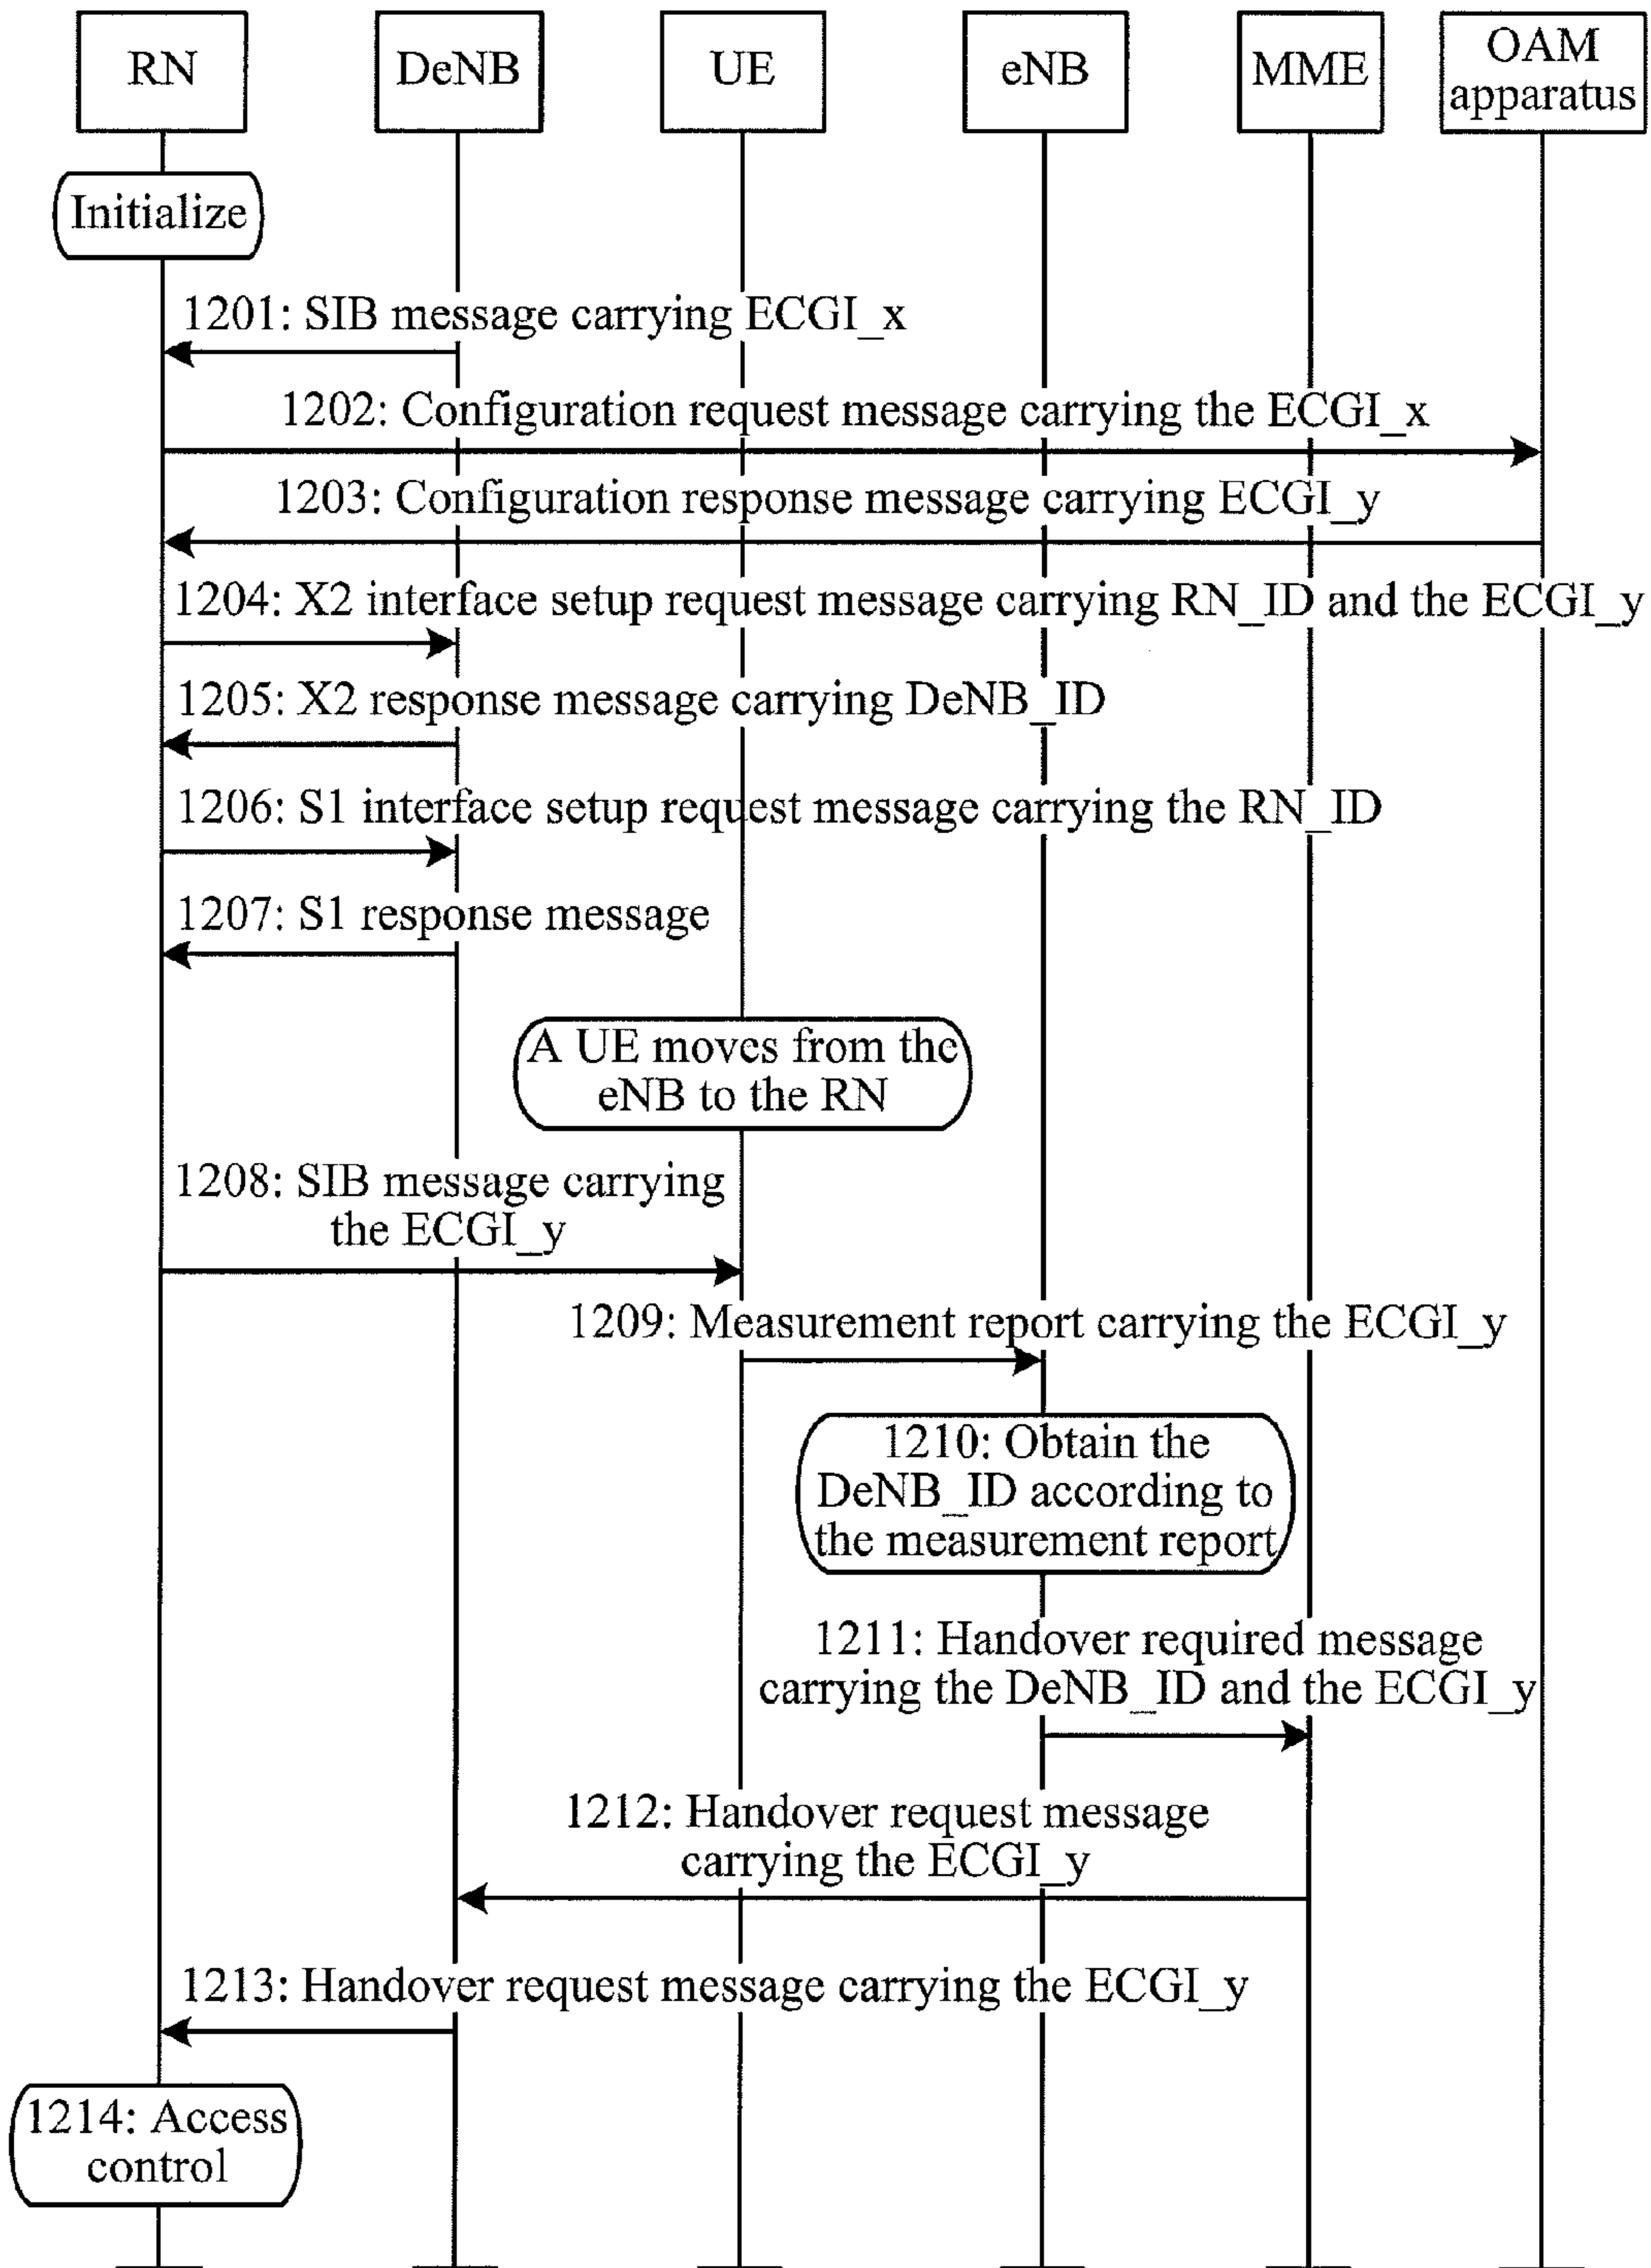 RN
DeNB
UE
eNB
MME
OAM
apparatus
Initialize
1201: SIB message carrying ECGI_x
1202: Configuration request message carrying the ECGI_x
1203: Configuration response message carrying ECGI_y
1204: X2 interface setup request message carrying RN_ID and the ECGI_y
1205: X2 response message carrying DeNB_ID
1206: S1 interface setup request message carrying the RN_ID
1207: S1 response message
A UE moves from the
eNB to the RN
1208: SIB message carrying
the ECGI_y
1209: Measurement report carrying the ECGI_y
1210: Obtain the
DeNB_ID according to
the measurement report
1211: Handover required message
carrying the DeNB_ID and the ECGI_y
1212: Handover request message
carrying the ECGI_y
1213: Handover request message carrying the ECGI_y
1214: Access
control